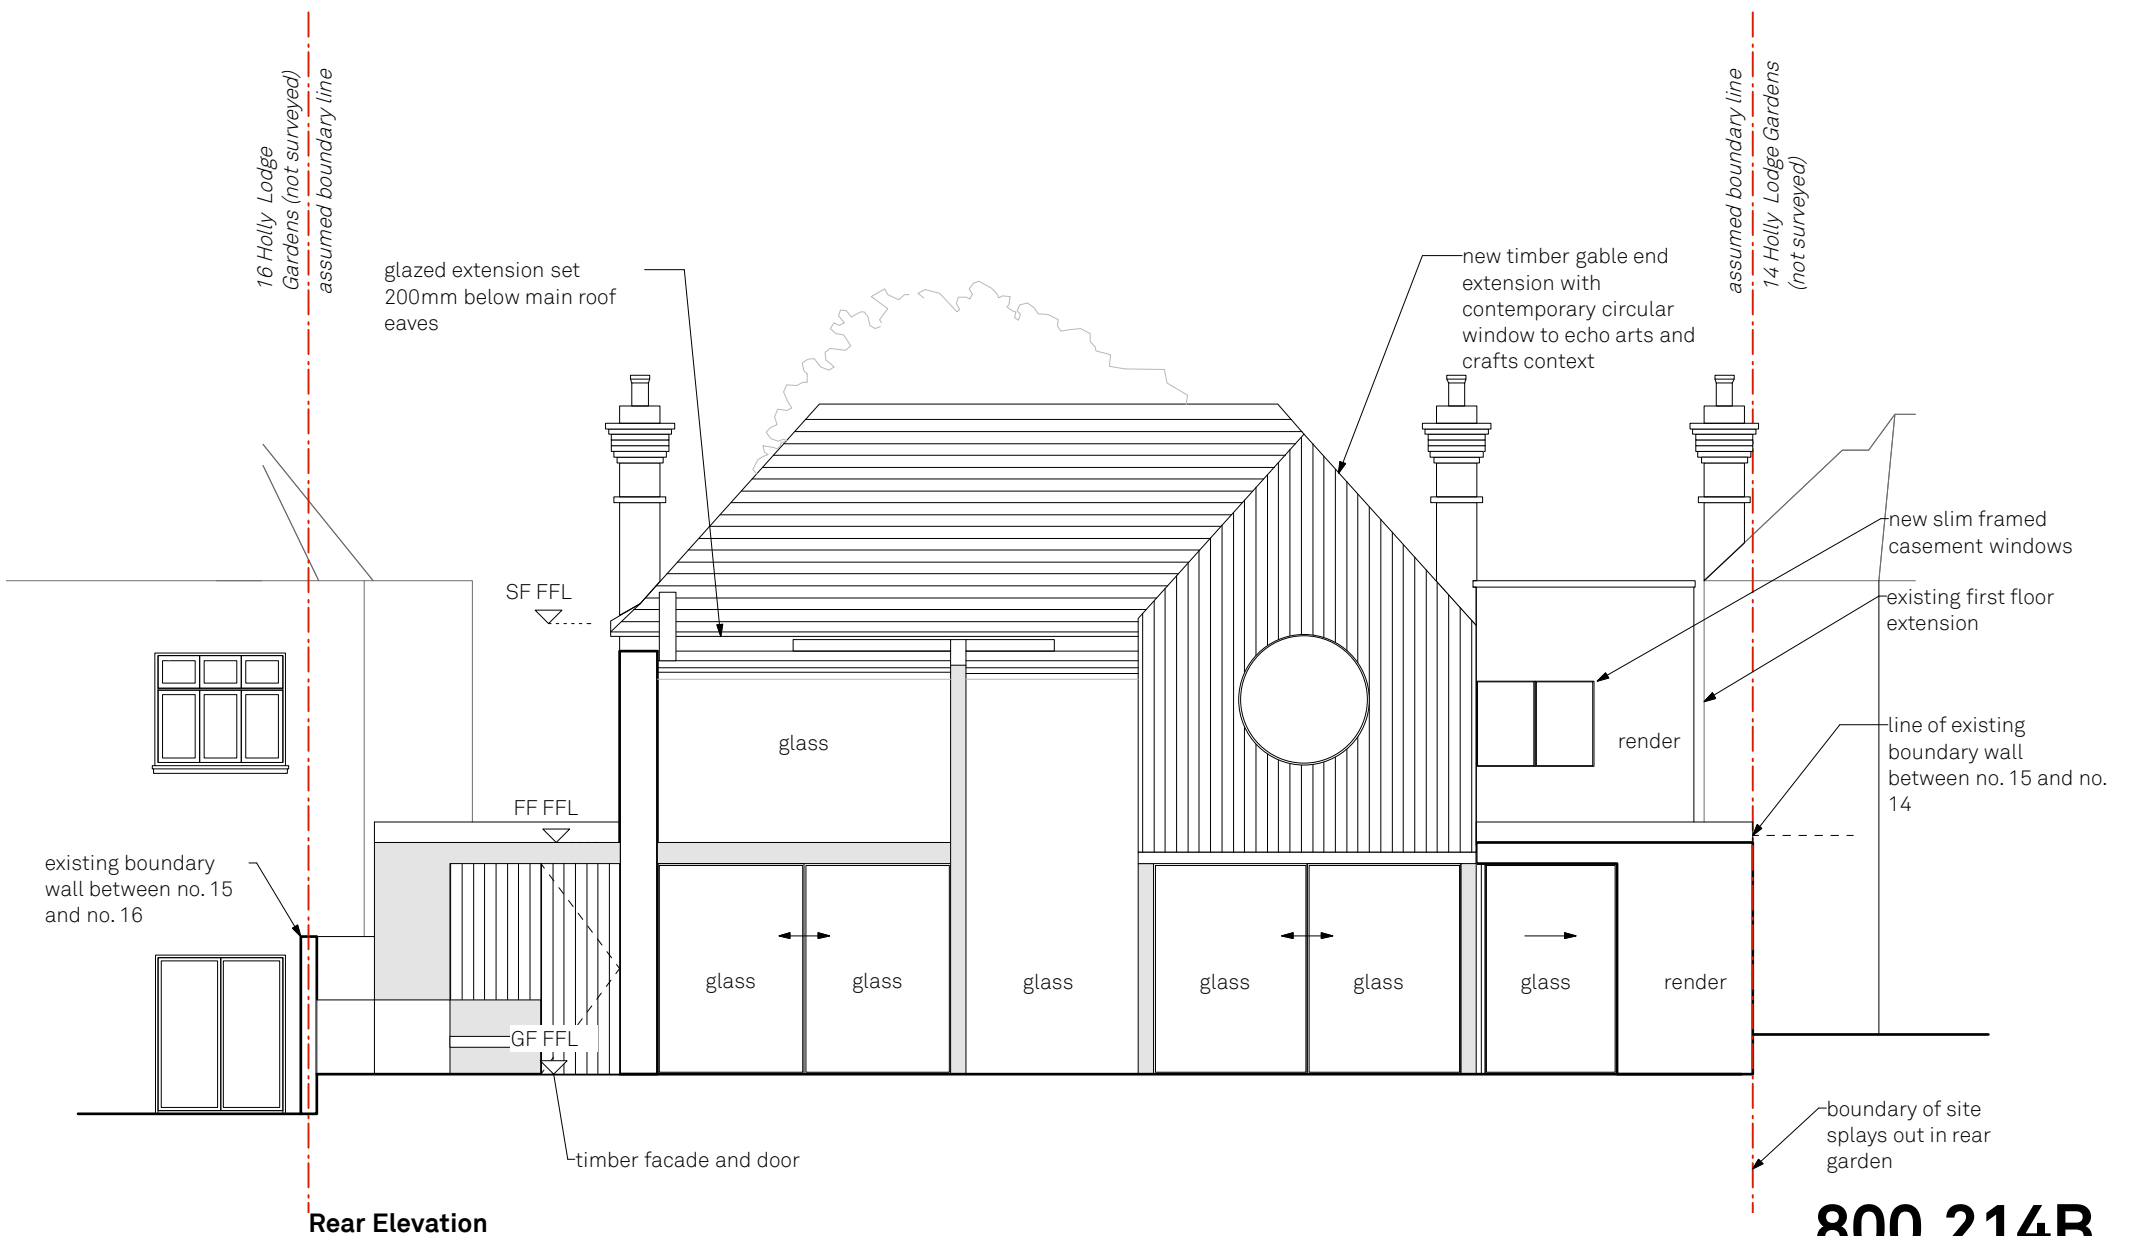 16 Holly Lodge
Gardens (not surveyed)
assumed boundary line
assumed boundary line
14 Holly Lodge Gardens
(not surveyed)
glazed extension set
200mm below main roof
eaves
new timber gable end
extension with
contemporary circular
window to echo arts and
crafts context
new slim framed
casement windows
SF FFL
existing first floor
extension
glass
render
line of existing
boundary wall
between no. 15 and no.
14
FF FFL
existing boundary
wall between no. 15
and no. 16
glass
glass
glass
glass
glass
glass
render
GF FFL
boundary of site
splays out in rear
garden
timber facade and door
Rear Elevation
800.214B